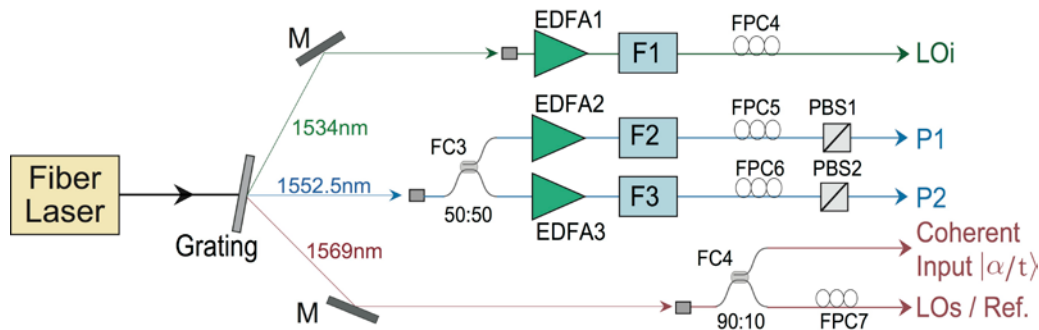 M
EDFA1
F1
FPC4
LOi
1534nm
Fiber
Laser
Grating
1552.5nm
FC3
50:50
EDFA2
F2
FPC5
PBS1
P1
EDFA3
F3
FPC6
PBS2
P2
1569nm
M
FC4
90:10
FPC7
Coherent
Input |α/t⟩
LOs / Ref.